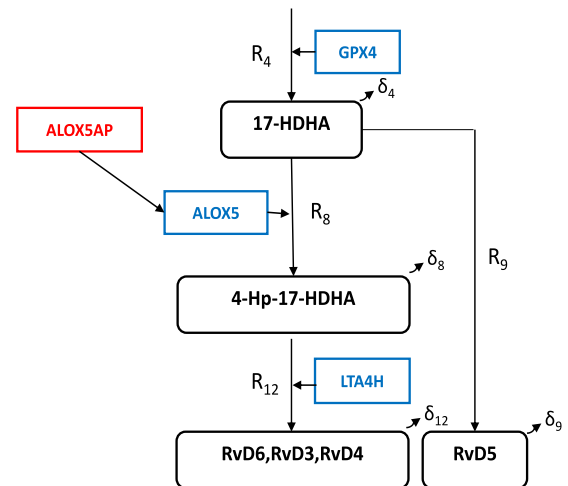 R4
GPX4
δ4
17-HDHA
ALOX5AP
ALOX5
R8
δ8
R9
4-Hp-17-HDHA
R12
LTA4H
δ12
δ9
RvD6,RvD3,RvD4
RvD5